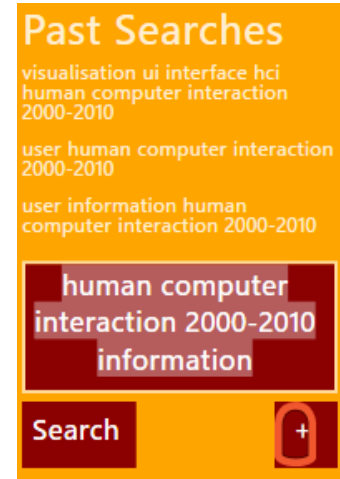 Past Searches
visualisation ui interface hci
human computer interaction
2000-2010
user human computer interaction
2000-2010
user information human
computer interaction 2000-2010
human computer
interaction 2000-2010
information
Search
+